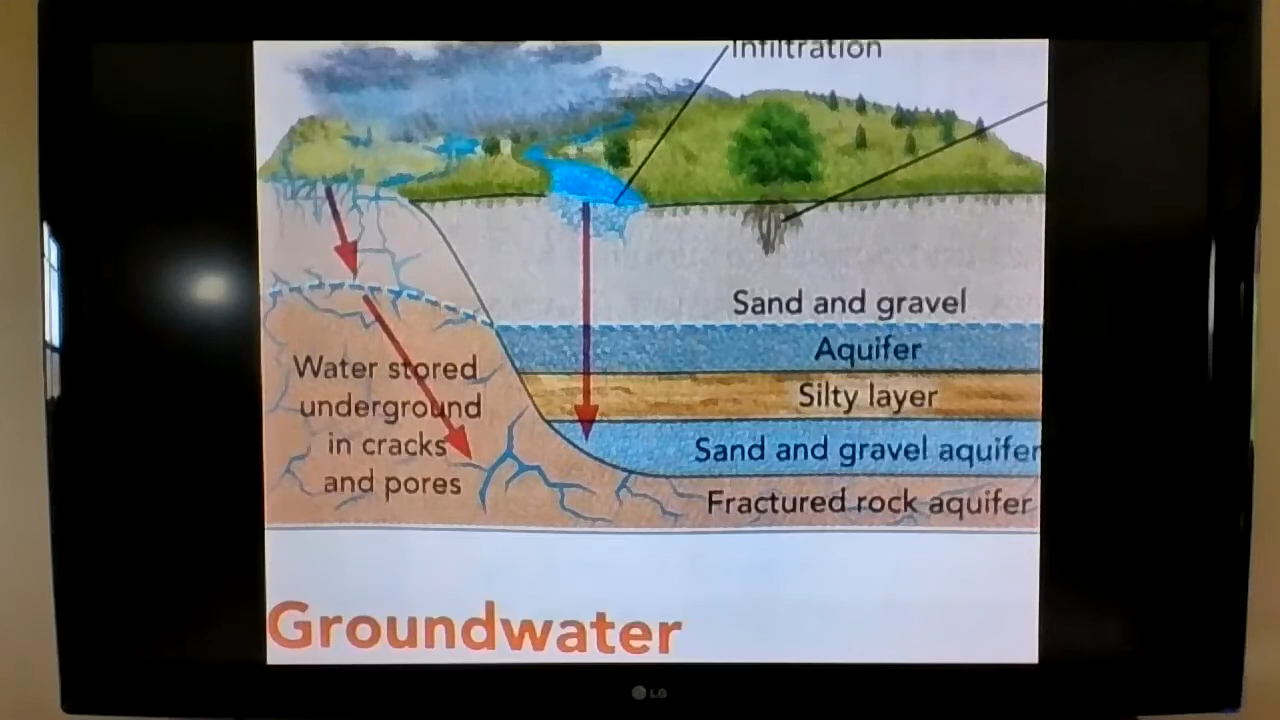 Infiltration
Sand and gravel
Aquifer
Silty layer
Sand and gravel aquifer
Fractured rock aquifer
Water stored
underground
in cracks
and pores
Groundwater
LG